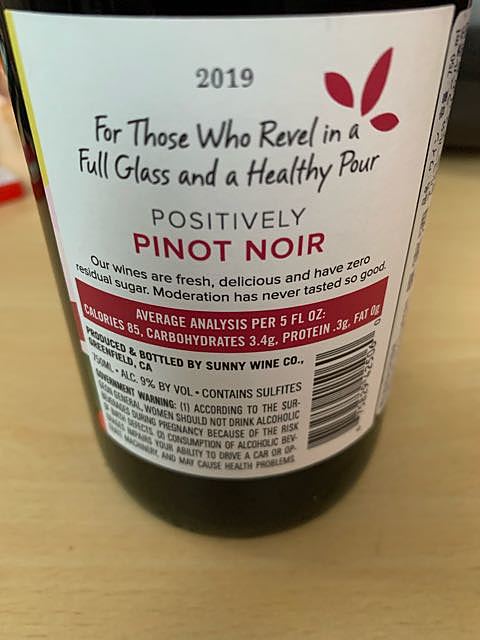 2019
For Those Who Revel in a
Full Glass and a Healthy Pour
POSITIVELY
PINOT NOIR
Our wines are fresh, delicious and have zero
residual sugar. Moderation has never tasted so good.
AVERAGE ANALYSIS PER 5 FL OZ:
CALORIES 85, CARBOHYDRATES 3.4g, PROTEIN .3g, FAT 0g
PRODUCED & BOTTLED BY SUNNY WINE CO.,
GREENFIELD, CA
750ML • ALC. 9% BY VOL • CONTAINS SULFITES
GOVERNMENT WARNING: (1) ACCORDING TO THE SUR-
GEON GENERAL, WOMEN SHOULD NOT DRINK ALCOHOLIC
BEVERAGES DURING PREGNANCY BECAUSE OF THE RISK
OF BIRTH DEFECTS. (2) CONSUMPTION OF ALCOHOLIC BEV-
ERAGES IMPAIRS YOUR ABILITY TO DRIVE A CAR OR OP-
ERATE MACHINERY, AND MAY CAUSE HEALTH PROBLEMS.